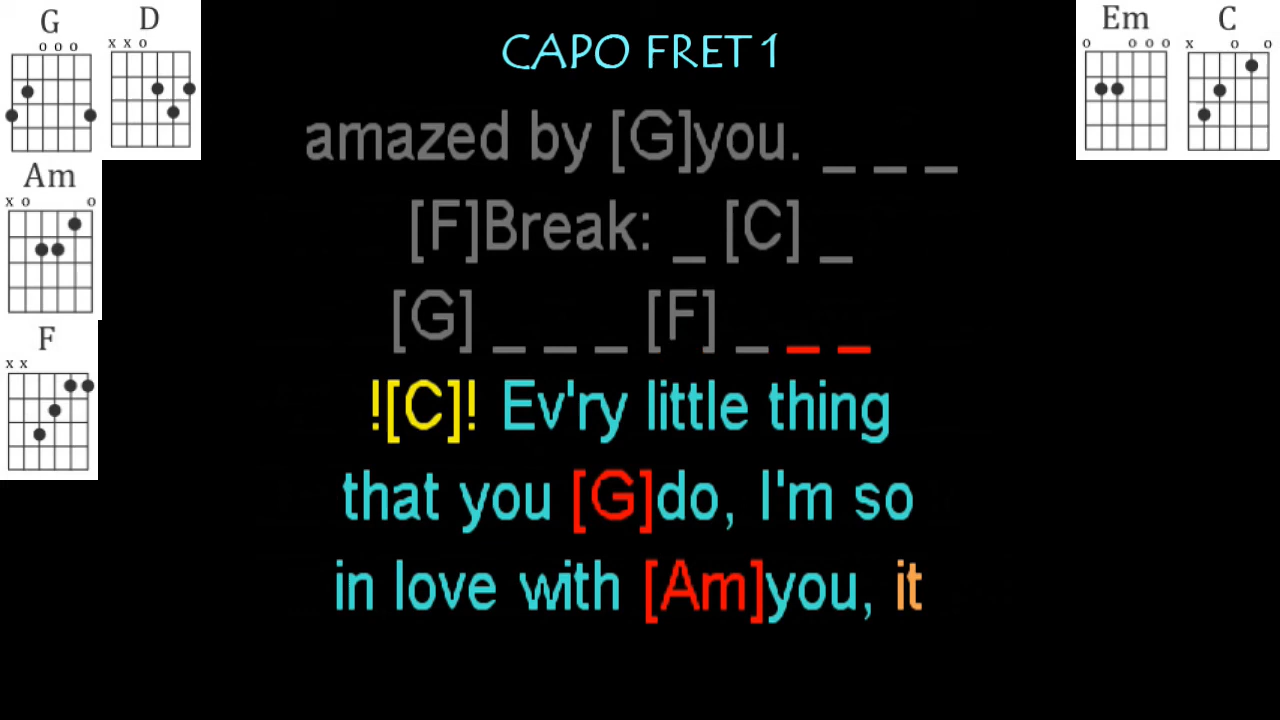 G
D
Em
C
x x o
o o o
o o o o
x o o
CAPO FRET 1
amazed by [G]you. _ _ _
Am
x o o
[F]Break: _ [C] _
[G] _ _ _ [F] _ _ _
F
x x
![C]! Ev'ry little thing
that you [G]do, I'm so
in love with [Am]you, it